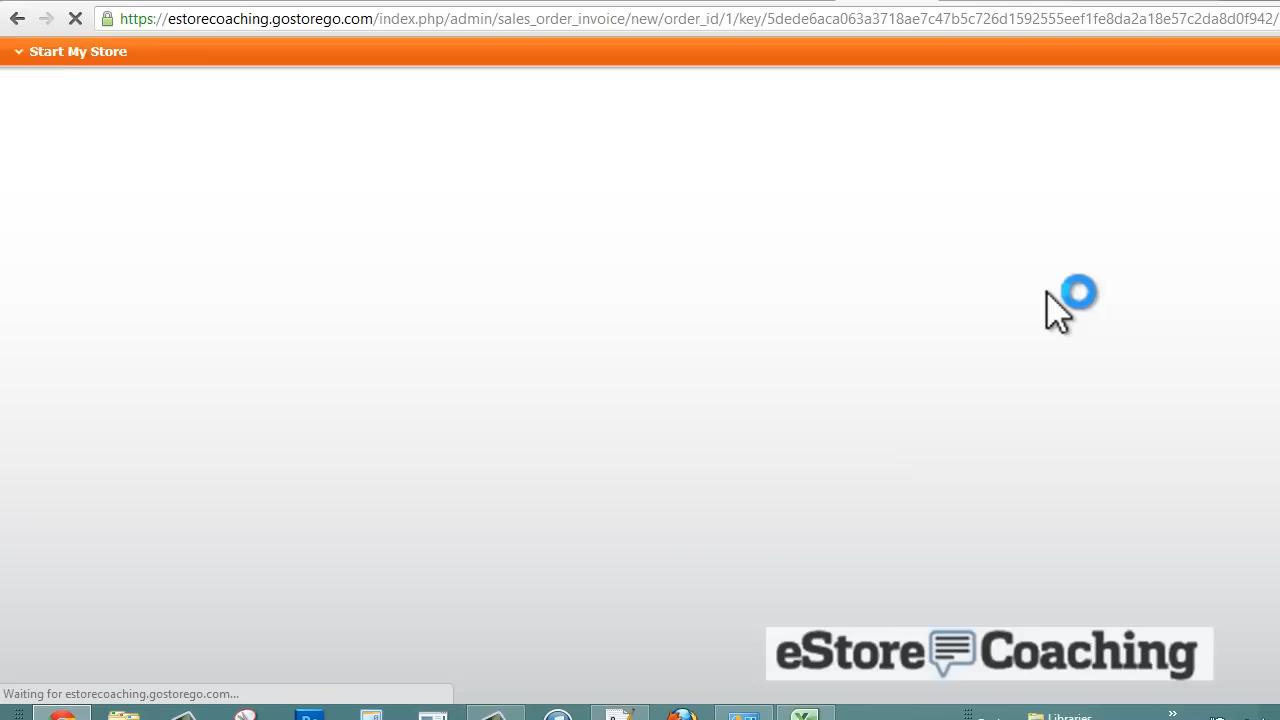 https://estorecoaching.gostorego.com/index.php/admin/sales_order_invoice/new/order_id/1/key/5dede6aca063a3718ae7c47b5c726d1592555eef1fe8da2a18e57c2da8d0f942/
Start My Store
eStore Coaching
Waiting for estorecoaching.gostorego.com...
Libraries